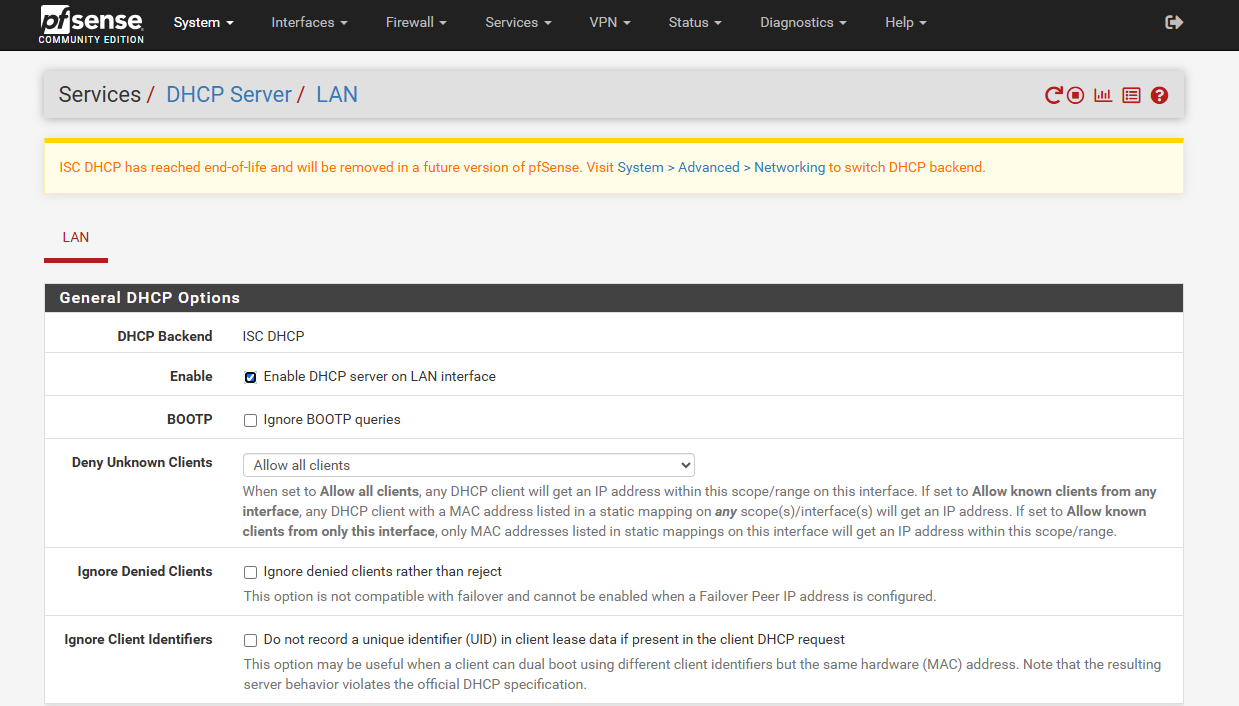 pfsense
COMMUNITY EDITION
System Interfaces Firewall Services VPN Status Diagnostics Help
Services / DHCP Server / LAN
ISC DHCP has reached end-of-life and will be removed in a future version of pfSense. Visit System > Advanced > Networking to switch DHCP backend.
LAN
General DHCP Options
DHCP Backend ISC DHCP
Enable Enable DHCP server on LAN interface
BOOTP Ignore BOOTP queries
Deny Unknown Clients Allow all clients
When set to Allow all clients, any DHCP client will get an IP address within this scope/range on this interface. If set to Allow known clients from any
interface, any DHCP client with a MAC address listed in a static mapping on any scope(s)/interface(s) will get an IP address. If set to Allow known
clients from only this interface, only MAC addresses listed in static mappings on this interface will get an IP address within this scope/range.
Ignore Denied Clients Ignore denied clients rather than reject
This option is not compatible with failover and cannot be enabled when a Failover Peer IP address is configured.
Ignore Client Identifiers Do not record a unique identifier (UID) in client lease data if present in the client DHCP request
This option may be useful when a client can dual boot using different client identifiers but the same hardware (MAC) address. Note that the resulting
server behavior violates the official DHCP specification.